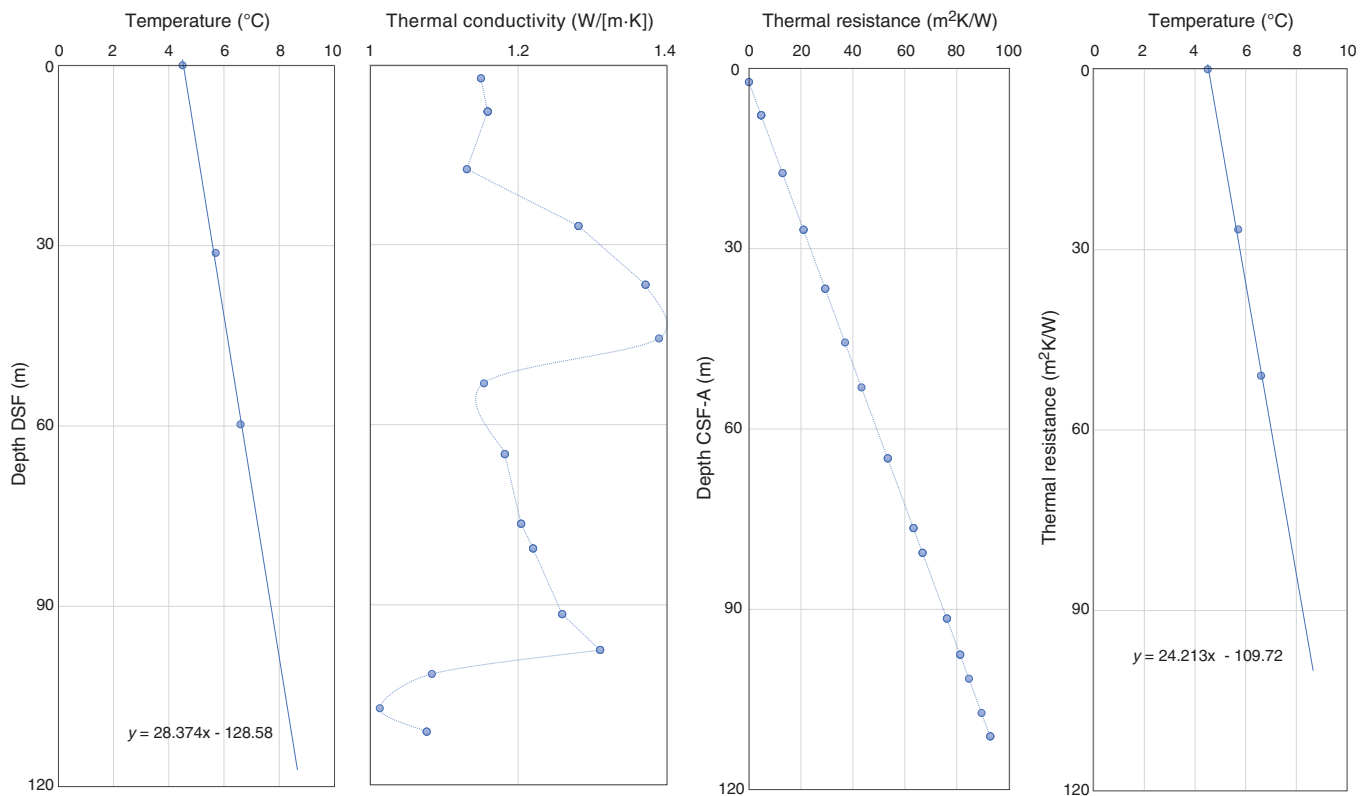 Temperature (°C)
0 2 4 6 8 10
0
30
60
90
120
Depth DSF (m)
y = 28.374x - 128.58
Thermal conductivity (W/[m·K])
1 1.2 1.4
Thermal resistance (m²K/W)
0 20 40 60 80 100
0
30
60
90
120
Depth CSF-A (m)
Temperature (°C)
0 2 4 6 8 10
0
30
60
90
120
Thermal resistance (m²K/W)
y = 24.213x - 109.72